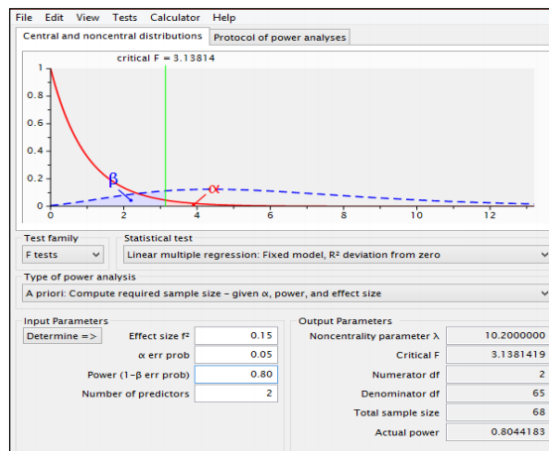 File Edit View Tests Calculator Help
Central and noncentral distributions Protocol of power analyses
critical F = 3.13814
1
0.8
0.6
0.4
0.2
0
β
α
0 2 4 6 8 10 12
Test family Statistical test
F tests Linear multiple regression: Fixed model, R² deviation from zero
Type of power analysis
A priori: Compute required sample size – given α, power, and effect size
Input Parameters Output Parameters
Determine => Effect size f² 0.15 Noncentrality parameter λ 10.2000000
α err prob 0.05 Critical F 3.1381419
Power (1-β err prob) 0.80 Numerator df 2
Number of predictors 2 Denominator df 65
Total sample size 68
Actual power 0.8044183